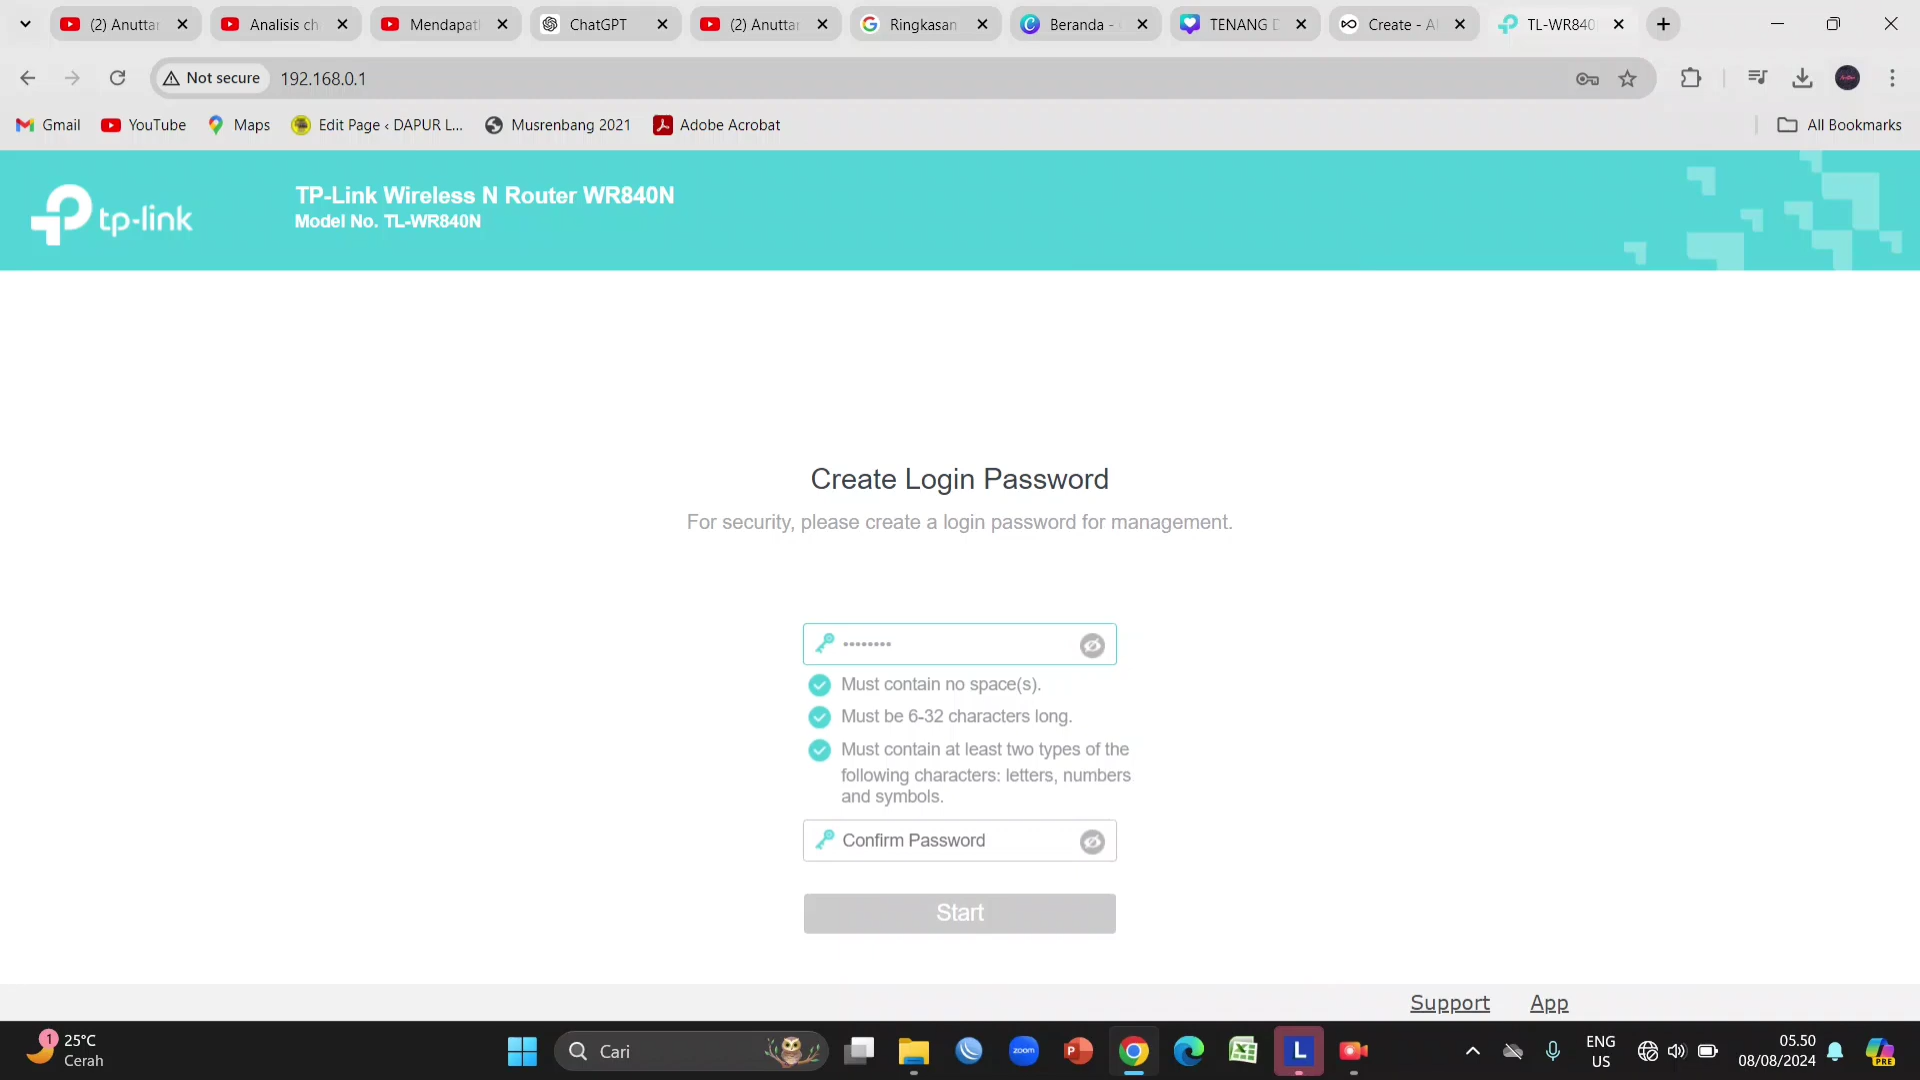 (2) Anuttar
Analisis ch
Mendapat
ChatGPT
(2) Anuttar
Ringkasan
Beranda -
TENANG D
Create - A
TL-WR840
Not secure
192.168.0.1
Gmail
YouTube
Maps
Edit Page ‹ DAPUR L...
Musrenbang 2021
Adobe Acrobat
All Bookmarks
tp-link
TP-Link Wireless N Router WR840N
Model No. TL-WR840N
Create Login Password
For security, please create a login password for management.
••••••••
Must contain no space(s).
Must be 6-32 characters long.
Must contain at least two types of the
following characters: letters, numbers
and symbols.
Confirm Password
Start
Support
App
1
25°C
Cerah
Cari
zoom
L
ENG
US
05.50
08/08/2024
PRE